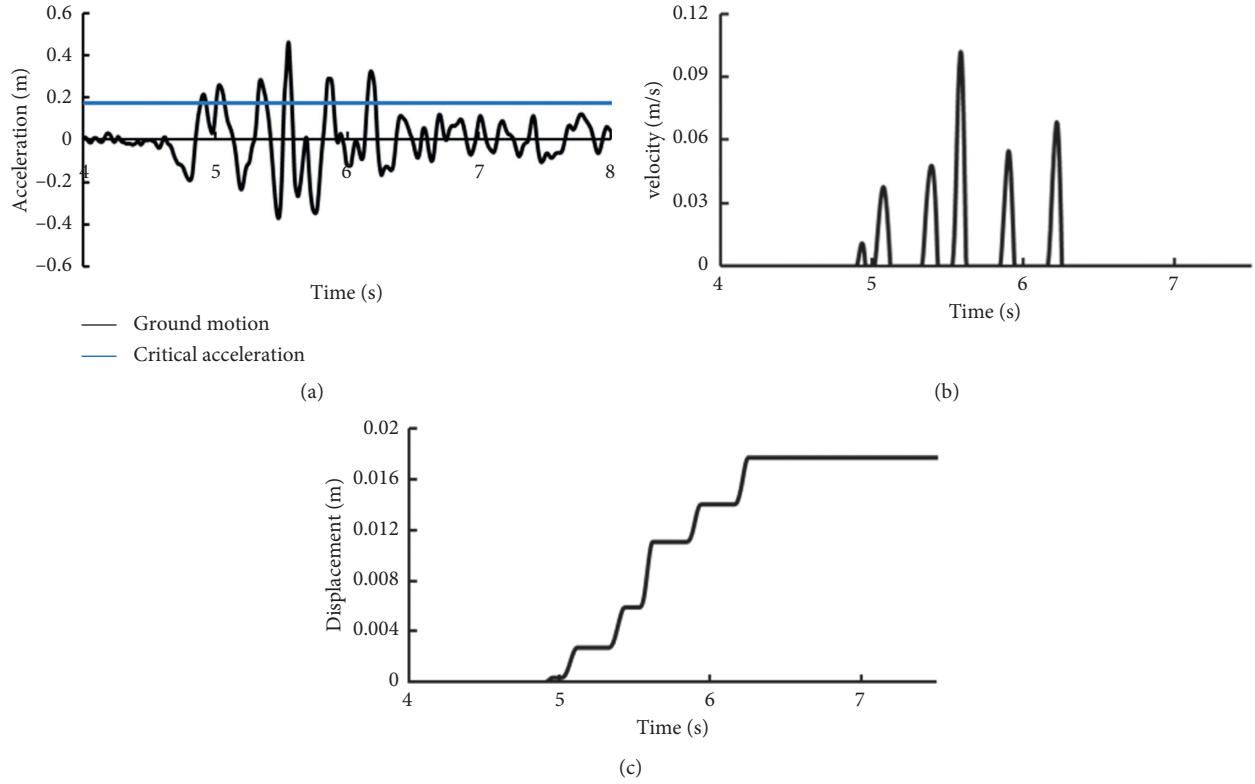 0.6
0.4
0.2
0
−0.2
−0.4
−0.6
Acceleration (m)
4
5
6
7
8
Time (s)
Ground motion
Critical acceleration
(a)
0.12
0.09
0.06
0.03
0
velocity (m/s)
4
5
6
7
Time (s)
(b)
0.02
0.016
0.012
0.008
0.004
0
Displacement (m)
4
5
6
7
Time (s)
(c)